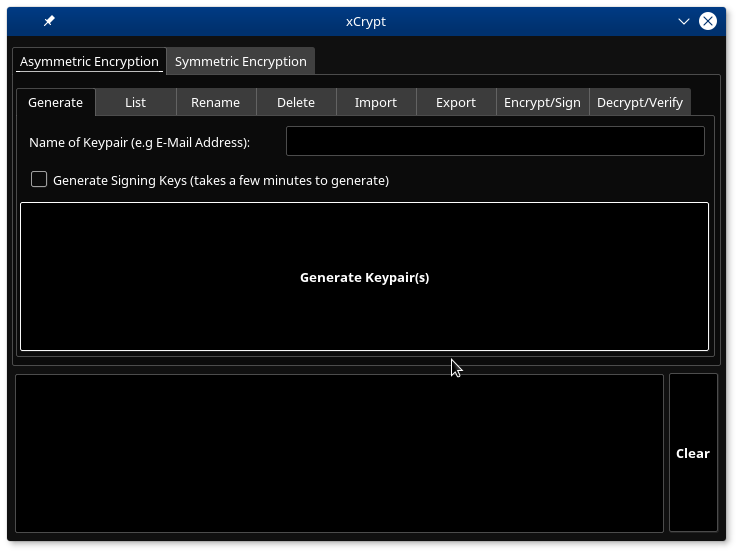 xCrypt
Asymmetric Encryption Symmetric Encryption
Generate List Rename Delete Import Export Encrypt/Sign Decrypt/Verify
Name of Keypair (e.g E-Mail Address):
Generate Signing Keys (takes a few minutes to generate)
Generate Keypair(s)
Clear